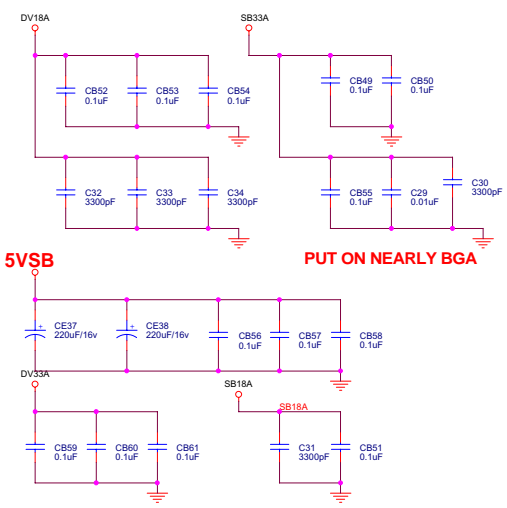 DV18A
SB33A
CB52
0.1uF
CB53
0.1uF
CB54
0.1uF
CB49
0.1uF
CB50
0.1uF
C32
3300pF
C33
3300pF
C34
3300pF
CB55
0.1uF
C29
0.01uF
C30
3300pF
5VSB
PUT ON NEARLY BGA
+
CE37
220uF/16v
+
CE38
220uF/16v
CB56
0.1uF
CB57
0.1uF
CB58
0.1uF
DV33A
SB18A
SB18A
CB59
0.1uF
CB60
0.1uF
CB61
0.1uF
C31
3300pF
CB51
0.1uF